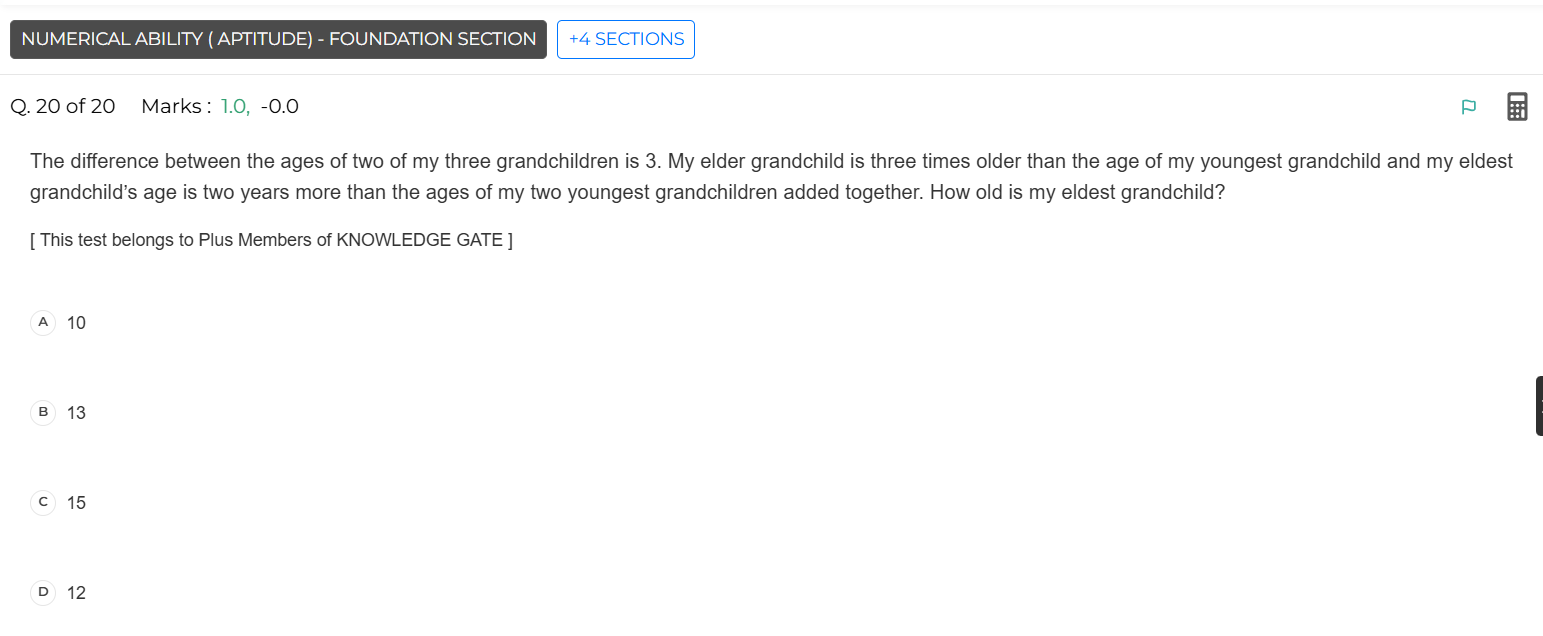 NUMERICAL ABILITY ( APTITUDE) - FOUNDATION SECTION +4 SECTIONS
Q. 20 of 20 Marks : 1.0, -0.0
The difference between the ages of two of my three grandchildren is 3. My elder grandchild is three times older than the age of my youngest grandchild and my eldest
grandchild’s age is two years more than the ages of my two youngest grandchildren added together. How old is my eldest grandchild?
[ This test belongs to Plus Members of KNOWLEDGE GATE ]
A 10
B 13
C 15
D 12